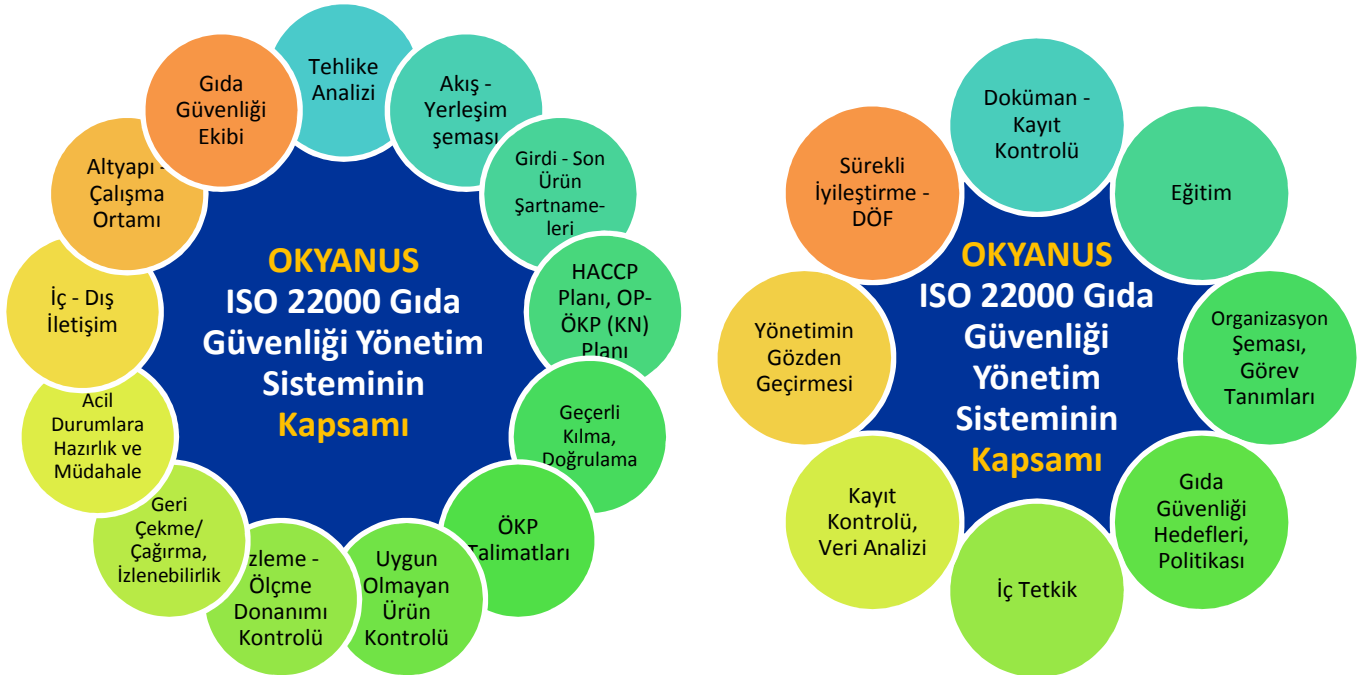 Tehlike
Analizi
Akış -
Yerleşim
şeması
Girdi - Son
Ürün
Şartname-
leri
HACCP
Planı, OP-
ÖKP (KN)
Planı
Geçerli
Kılma,
Doğrulama
ÖKP
Talimatları
Uygun
Olmayan
Ürün
Kontrolü
zleme -
Ölçme
Donanımı
Kontrolü
Geri
Çekme/
Çağırma,
İzlenebilirlik
Acil
Durumlara
Hazırlık ve
Müdahale
İç - Dış
İletişim
Altyapı -
Çalışma
Ortamı
Gıda
Güvenliği
Ekibi
OKYANUS
ISO 22000 Gıda
Güvenliği Yönetim
Sisteminin
Kapsamı
Doküman -
Kayıt
Kontrolü
Eğitim
Organizasyon
Şeması,
Görev
Tanımları
Gıda
Güvenliği
Hedefleri,
Politikası
İç Tetkik
Kayıt
Kontrolü,
Veri Analizi
Yönetimin
Gözden
Geçirmesi
Sürekli
İyileştirme -
DÖF
OKYANUS
ISO 22000 Gıda
Güvenliği
Yönetim
Sisteminin
Kapsamı